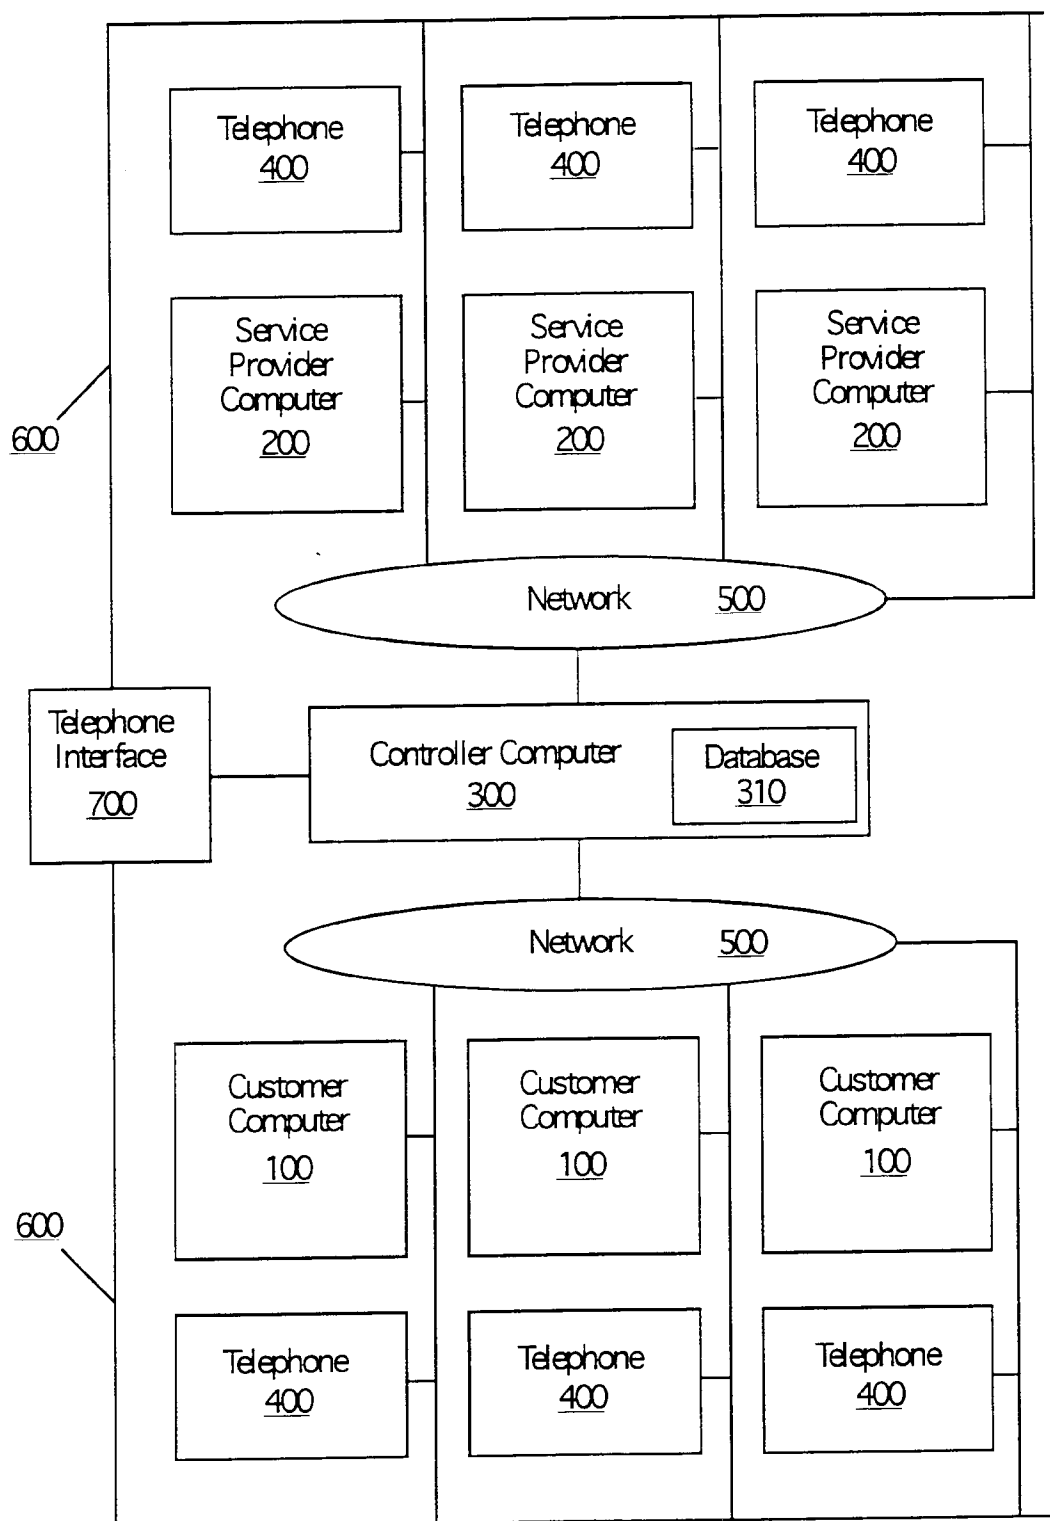 Telephone
400
Telephone
400
Telephone
400
Service
Provider
Computer
200
Service
Provider
Computer
200
Service
Provider
Computer
200
600
Network 500
Telephone
Interface
700
Controller Computer
300
Database
310
Network 500
Customer
Computer
100
Customer
Computer
100
Customer
Computer
100
600
Telephone
400
Telephone
400
Telephone
400